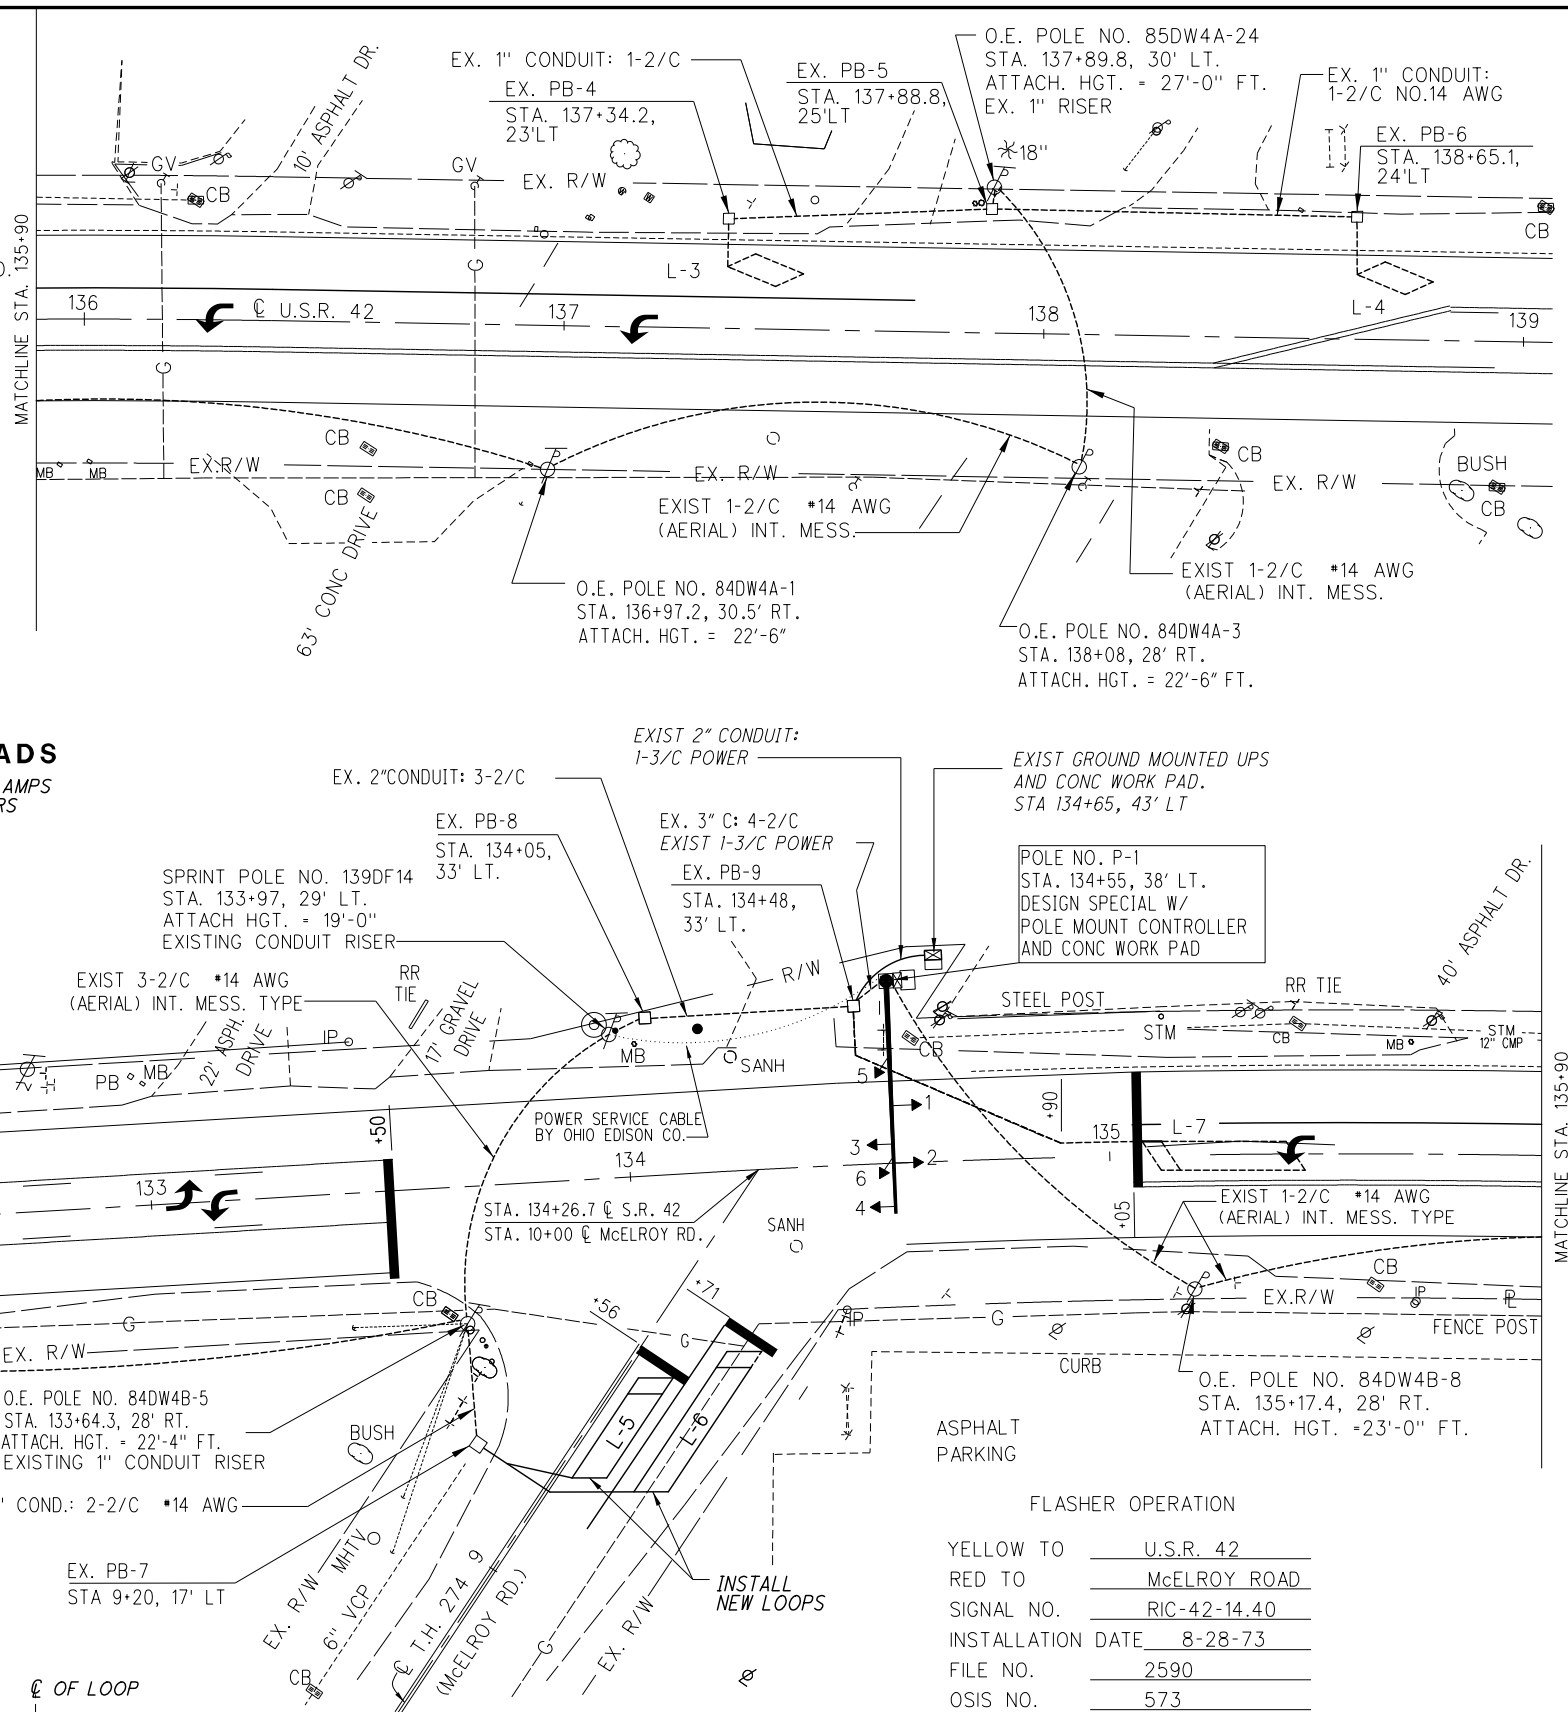 O.E. POLE NO. 85DW4A-24
STA. 137+89.8, 30' LT.
ATTACH. HGT. = 27'-0" FT.
EX. 1" RISER
EX. 1" CONDUIT: 1-2/C
EX. PB-4
STA. 137+34.2,
23'LT
EX. PB-5
STA. 137+88.8,
25'LT
EX. 1" CONDUIT:
1-2/C NO.14 AWG
EX. PB-6
STA. 138+65.1,
24'LT
10' ASPHALT DR.
18"
GV
GV
CB
EX. R/W
CB
MATCHLINE STA. 135+90
L-3
L-4
G
G
136
℄ U.S.R. 42
137
138
139
CB
CB
MB
MB
EX.R/W
EX. R/W
CB
EX. R/W
BUSH
CB
63' CONC DRIVE
EXIST 1-2/C #14 AWG
(AERIAL) INT. MESS.
EXIST 1-2/C #14 AWG
(AERIAL) INT. MESS.
O.E. POLE NO. 84DW4A-1
STA. 136+97.2, 30.5' RT.
ATTACH. HGT. = 22'-6"
O.E. POLE NO. 84DW4A-3
STA. 138+08, 28' RT.
ATTACH. HGT. = 22'-6" FT.
ADS
AMPS
RS
EXIST 2" CONDUIT:
1-3/C POWER
EX. 2"CONDUIT: 3-2/C
EXIST GROUND MOUNTED UPS
AND CONC WORK PAD.
STA 134+65, 43' LT
EX. PB-8
STA. 134+05,
33' LT.
EX. 3" C: 4-2/C
EXIST 1-3/C POWER
EX. PB-9
STA. 134+48,
33' LT.
POLE NO. P-1
STA. 134+55, 38' LT.
DESIGN SPECIAL W/
POLE MOUNT CONTROLLER
AND CONC WORK PAD
SPRINT POLE NO. 139DF14
STA. 133+97, 29' LT.
ATTACH HGT. = 19'-0"
EXISTING CONDUIT RISER
40' ASPHALT DR.
EXIST 3-2/C #14 AWG
(AERIAL) INT. MESS. TYPE
RR
TIE
17' GRAVEL
DRIVE
22' ASPH.
DRIVE
IP
R/W
STEEL POST
RR TIE
STM
CB
MB
STM
12" CMP
PB
MB
MB
SANH
CB
POWER SERVICE CABLE
BY OHIO EDISON CO.
5
1
3
2
6
4
+50
+90
135
L-7
+05
133
134
STA. 134+26.7 ℄ S.R. 42
STA. 10+00 ℄ McELROY RD.
SANH
EXIST 1-2/C #14 AWG
(AERIAL) INT. MESS. TYPE
MATCHLINE STA. 135+90
CB
G
EX. R/W
+56
+71
G
IP
G
EX.R/W
CB
IP
FENCE POST
CURB
O.E. POLE NO. 84DW4B-5
STA. 133+64.3, 28' RT.
ATTACH. HGT. = 22'-4" FT.
EXISTING 1" CONDUIT RISER
BUSH
L-5
L-6
ASPHALT
PARKING
O.E. POLE NO. 84DW4B-8
STA. 135+17.4, 28' RT.
ATTACH. HGT. =23'-0" FT.
" COND.: 2-2/C #14 AWG
EX. PB-7
STA 9+20, 17' LT
MHTV
EX. R/W
6" VCP
CB
℄ T.H. 274
(McELROY RD.)
9
G
EX. R/W
INSTALL
NEW LOOPS
FLASHER OPERATION
YELLOW TO U.S.R. 42
RED TO McELROY ROAD
SIGNAL NO. RIC-42-14.40
INSTALLATION DATE 8-28-73
FILE NO. 2590
OSIS NO. 573
℄ OF LOOP